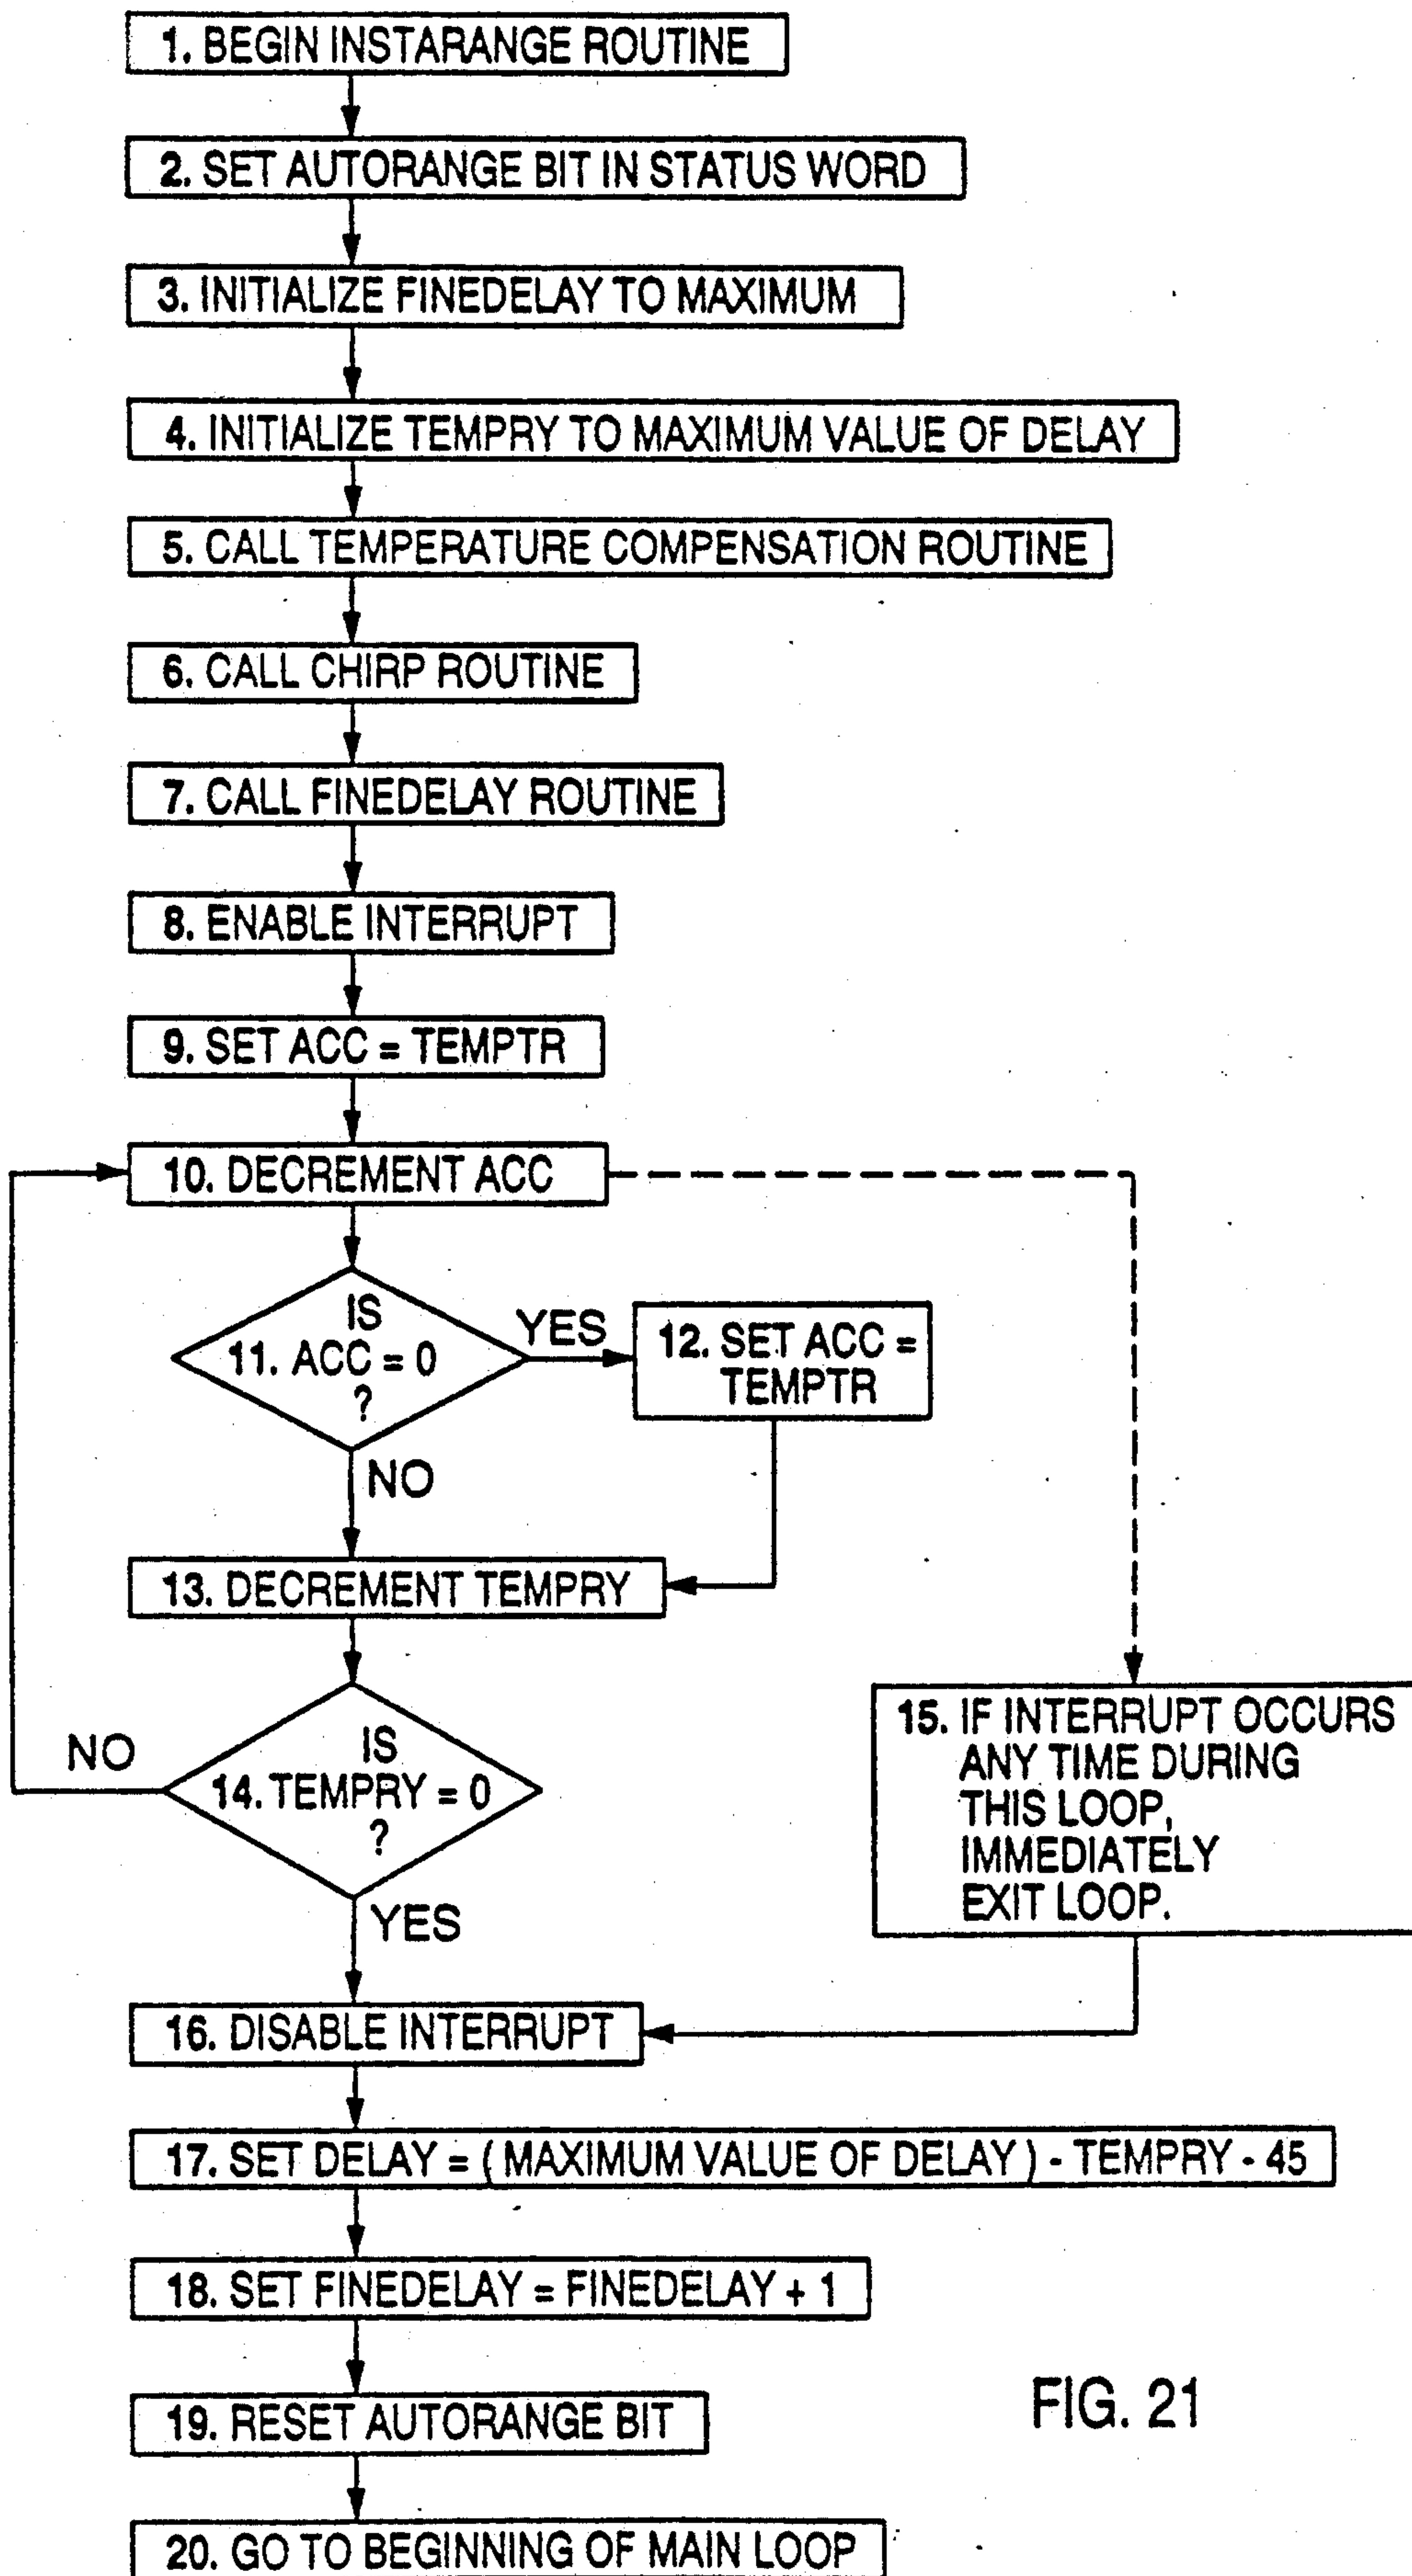 1. BEGIN INSTARANGE ROUTINE
2. SET AUTORANGE BIT IN STATUS WORD
3. INITIALIZE FINEDELAY TO MAXIMUM
4. INITIALIZE TEMPRY TO MAXIMUM VALUE OF DELAY
5. CALL TEMPERATURE COMPENSATION ROUTINE
6. CALL CHIRP ROUTINE
7. CALL FINEDELAY ROUTINE
8. ENABLE INTERRUPT
9. SET ACC = TEMPTR
10. DECREMENT ACC
IS
11. ACC = 0
?
YES
12. SET ACC =
TEMPTR
NO
13. DECREMENT TEMPRY
IS
14. TEMPRY = 0
?
NO
YES
15. IF INTERRUPT OCCURS
ANY TIME DURING
THIS LOOP,
IMMEDIATELY
EXIT LOOP.
16. DISABLE INTERRUPT
17. SET DELAY = ( MAXIMUM VALUE OF DELAY ) - TEMPRY - 45
18. SET FINEDELAY = FINEDELAY + 1
19. RESET AUTORANGE BIT
20. GO TO BEGINNING OF MAIN LOOP
FIG. 21